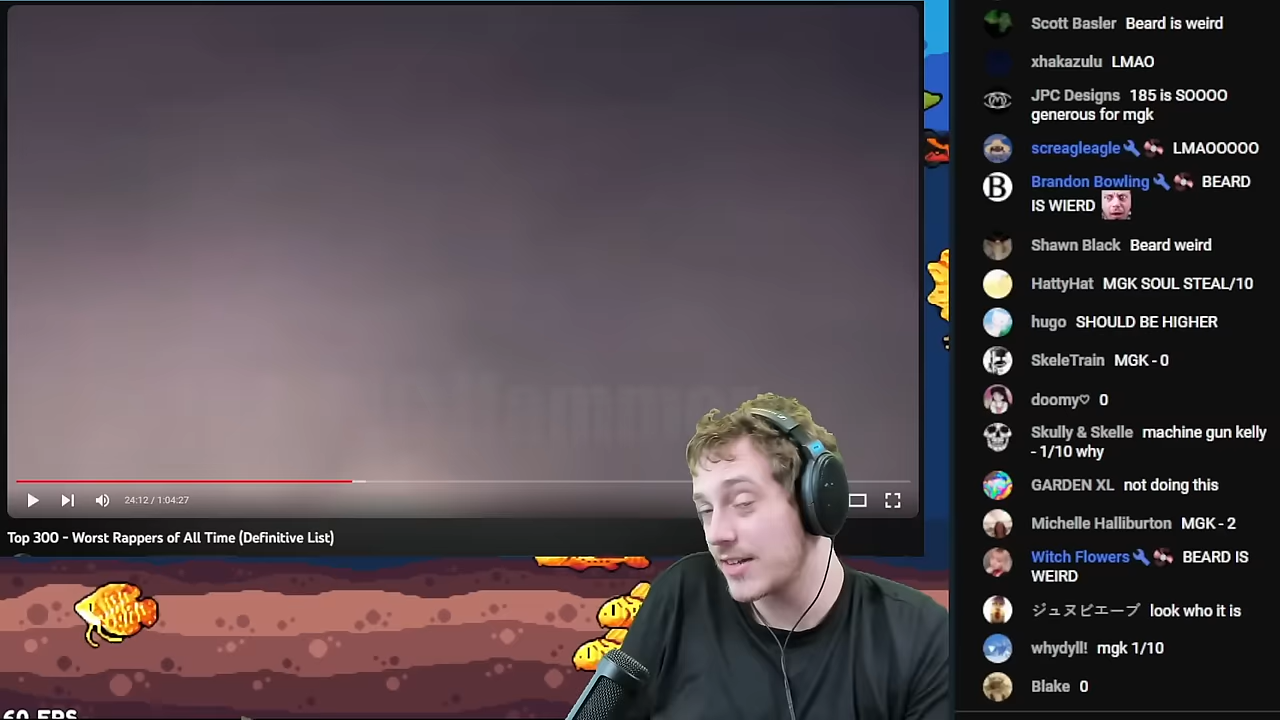 24:12 / 1:04:27
Top 300 - Worst Rappers of All Time (Definitive List)
60 FPS
Scott Basler Beard is weird
xhakazulu LMAO
JPC Designs 185 is SOOOO
generous for mgk
screagleagle LMAOOOOO
Brandon Bowling BEARD
IS WIERD
Shawn Black Beard weird
HattyHat MGK SOUL STEAL/10
hugo SHOULD BE HIGHER
SkeleTrain MGK - 0
doomy♡ 0
Skully & Skelle machine gun kelly
- 1/10 why
GARDEN XL not doing this
Michelle Halliburton MGK - 2
Witch Flowers BEARD IS
WEIRD
ジュヌピエーブ look who it is
whydyll! mgk 1/10
Blake 0